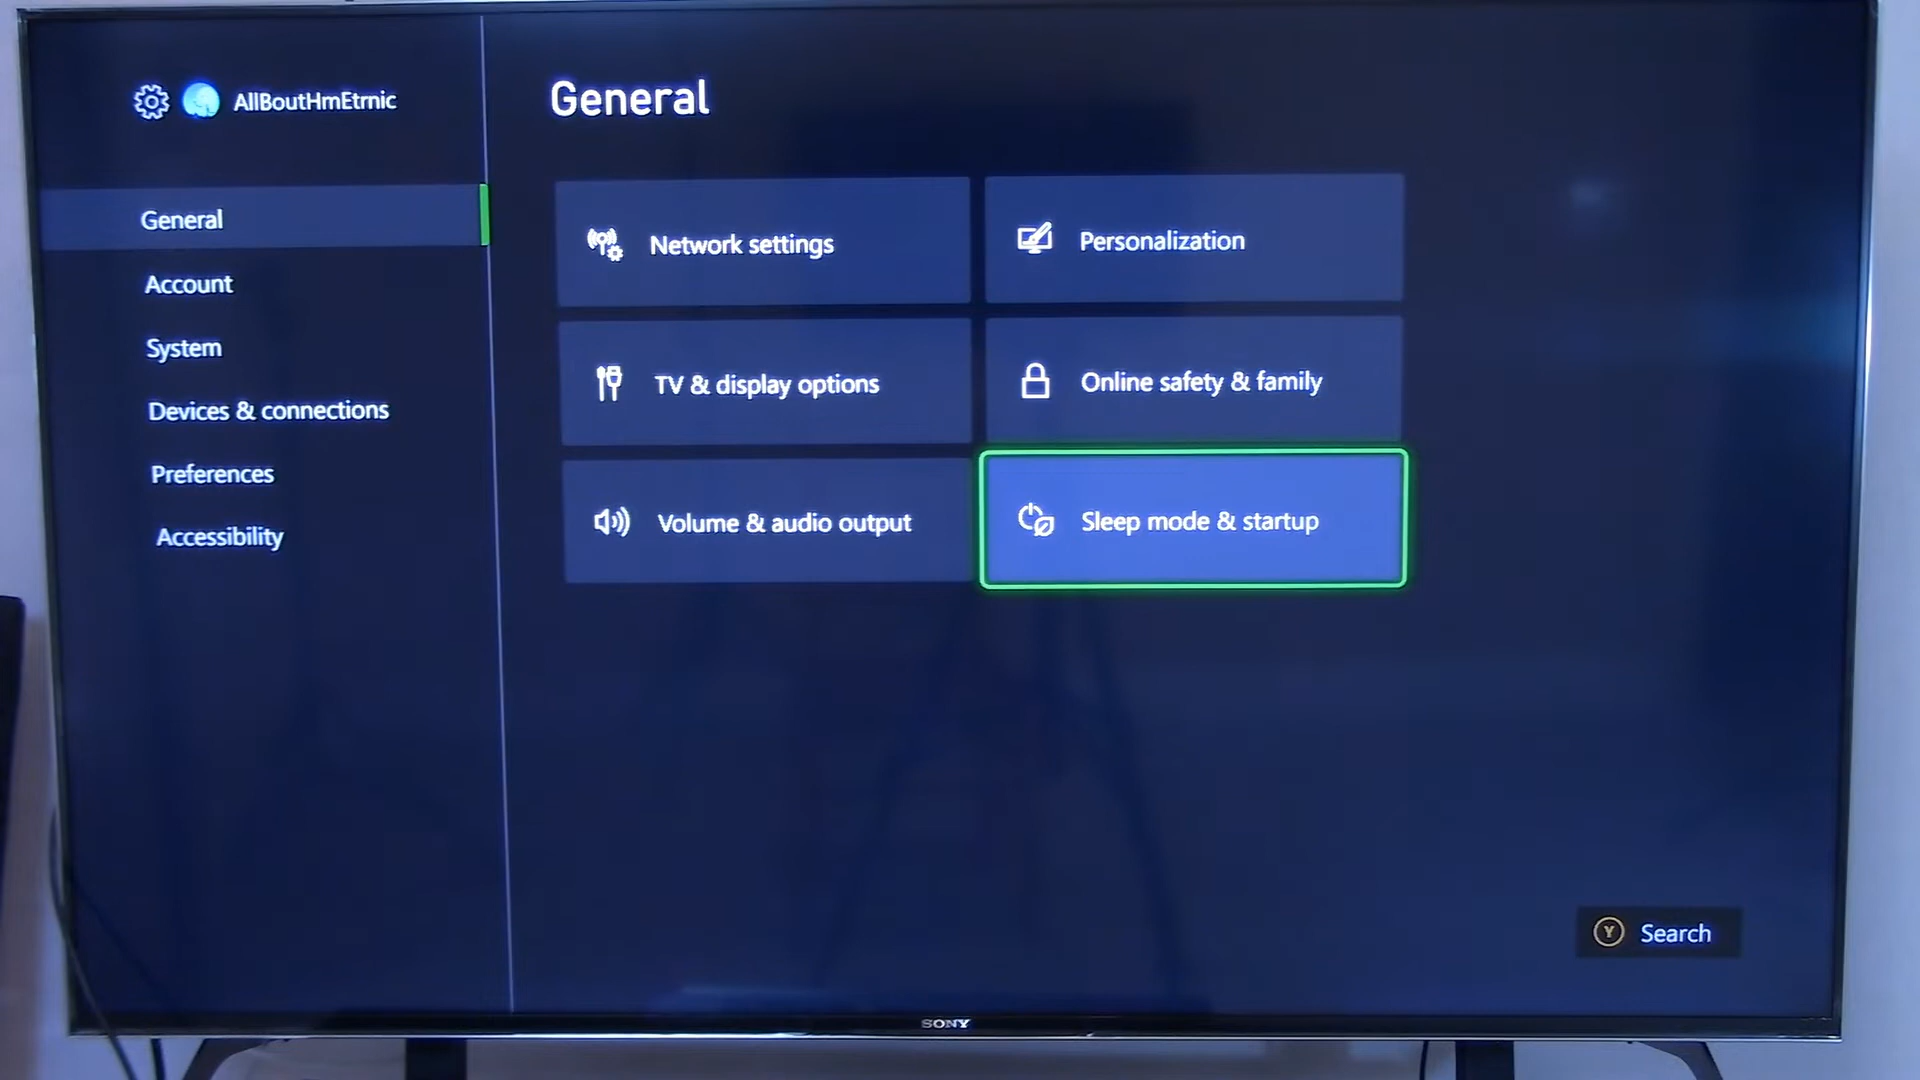 AllBoutHmEtrnic
General
Account
System
Devices & connections
Preferences
Accessibility
General
Network settings
Personalization
TV & display options
Online safety & family
Volume & audio output
Sleep mode & startup
Y Search
SONY